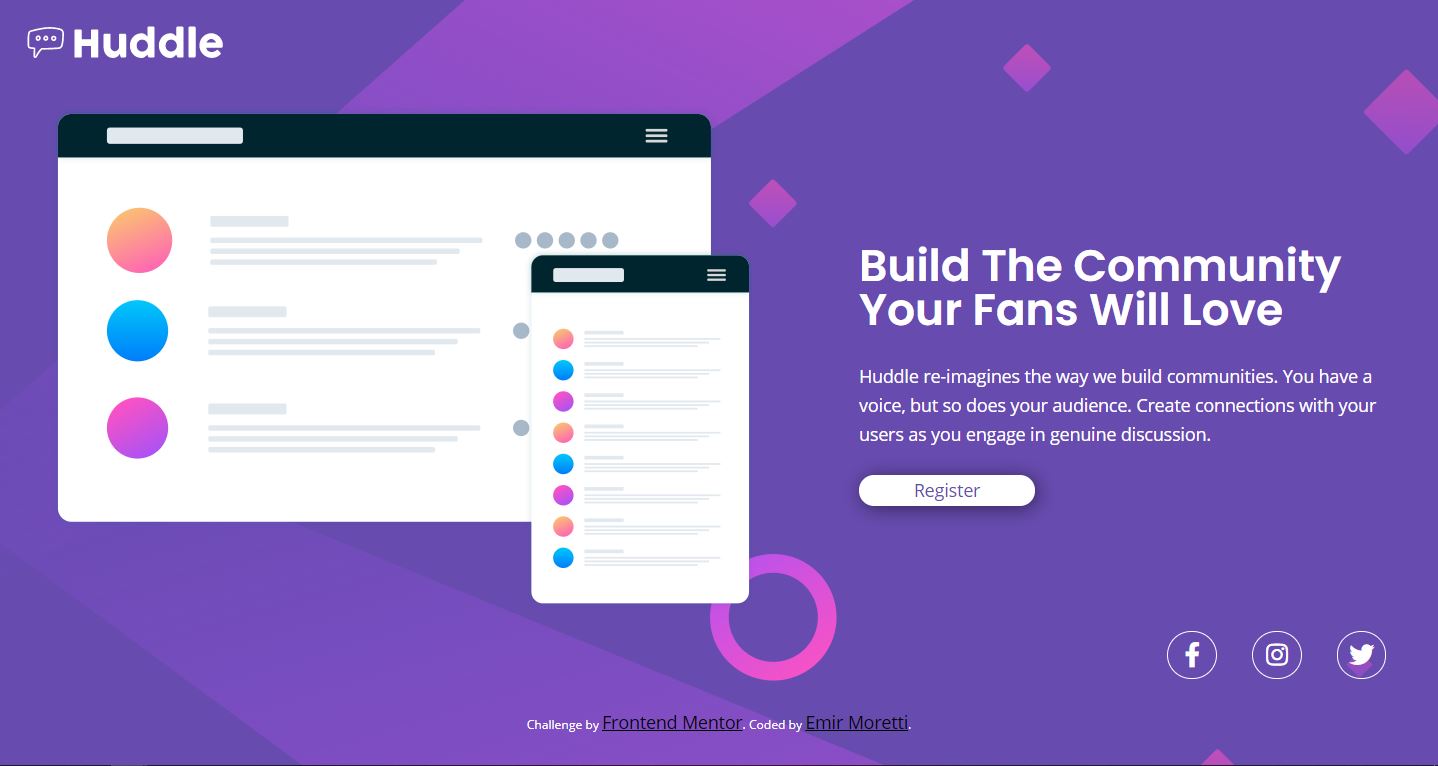 Huddle
Build The Community
Your Fans Will Love
Huddle re-imagines the way we build communities. You have a
voice, but so does your audience. Create connections with your
users as you engage in genuine discussion.
Register
Challenge by Frontend Mentor. Coded by Emir Moretti.